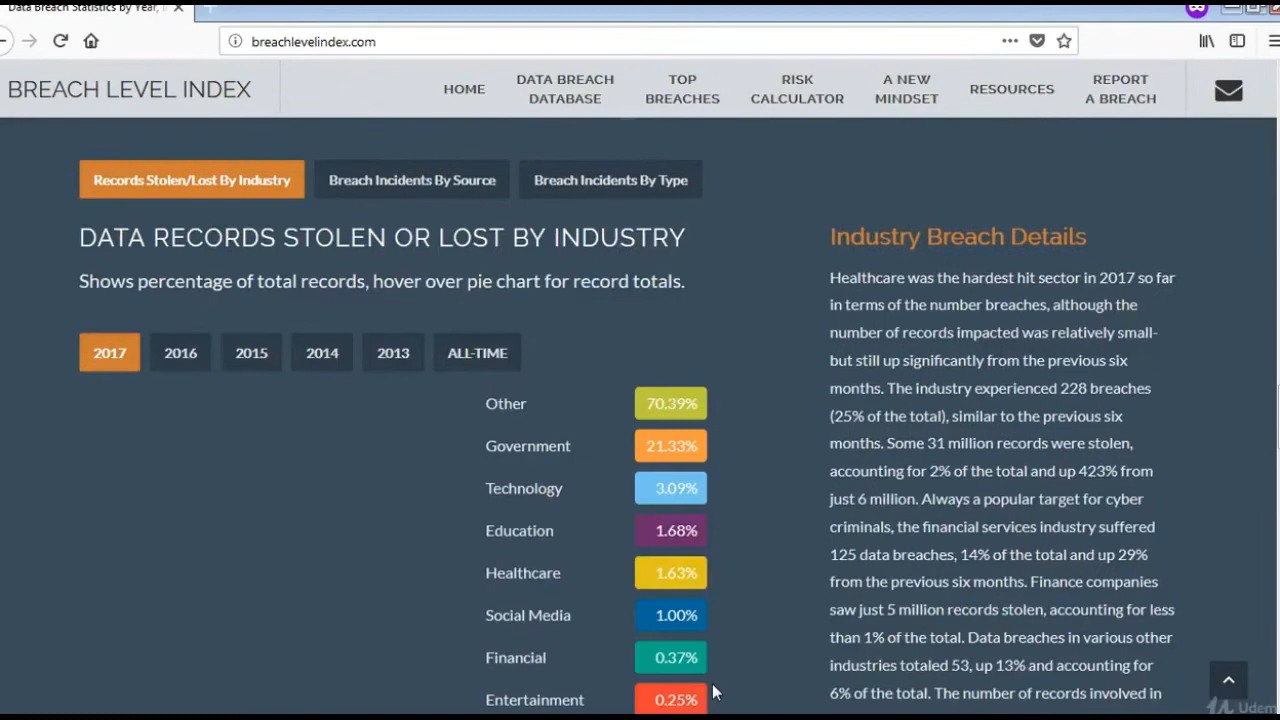 Data Breach Statistics by Year,
breachlevelindex.com
BREACH LEVEL INDEX
HOME
DATA BREACH
DATABASE
TOP
BREACHES
RISK
CALCULATOR
A NEW
MINDSET
RESOURCES
REPORT
A BREACH
Records Stolen/Lost By Industry
Breach Incidents By Source
Breach Incidents By Type
DATA RECORDS STOLEN OR LOST BY INDUSTRY
Shows percentage of total records, hover over pie chart for record totals.
2017 2016 2015 2014 2013 ALL-TIME
Other 70.39%
Government 21.33%
Technology 3.09%
Education 1.68%
Healthcare 1.63%
Social Media 1.00%
Financial 0.37%
Entertainment 0.25%
Industry Breach Details
Healthcare was the hardest hit sector in 2017 so far
in terms of the number breaches, although the
number of records impacted was relatively small-
but still up significantly from the previous six
months. The industry experienced 228 breaches
(25% of the total), similar to the previous six
months. Some 31 million records were stolen,
accounting for 2% of the total and up 423% from
just 6 million. Always a popular target for cyber
criminals, the financial services industry suffered
125 data breaches, 14% of the total and up 29%
from the previous six months. Finance companies
saw just 5 million records stolen, accounting for less
than 1% of the total. Data breaches in various other
industries totaled 53, up 13% and accounting for
6% of the total. The number of records involved in